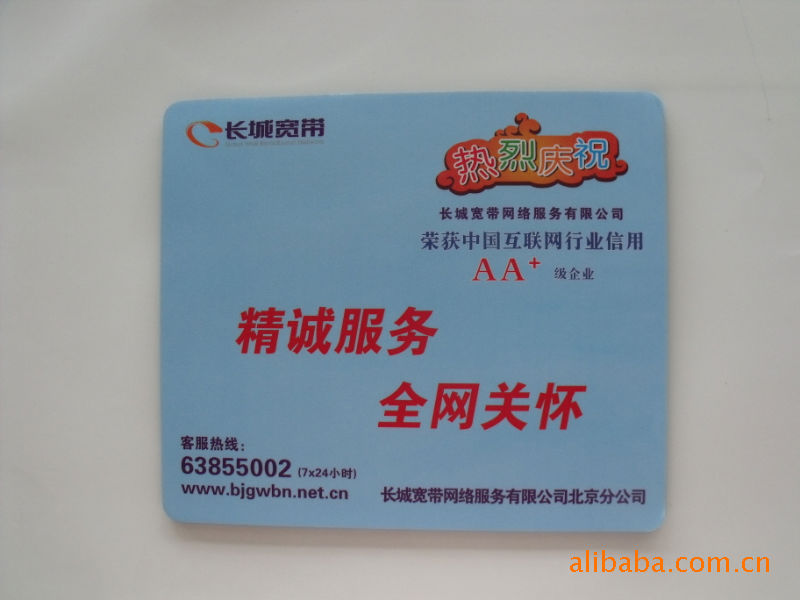 长城宽带
热烈庆祝
长城宽带网络服务有限公司
荣获中国互联网行业信用
AA+ 级企业
精诚服务
全网关怀
客服热线：
63855002 (7x24小时)
www.bjgwbn.net.cn
长城宽带网络服务有限公司北京分公司
alibaba.com.cn